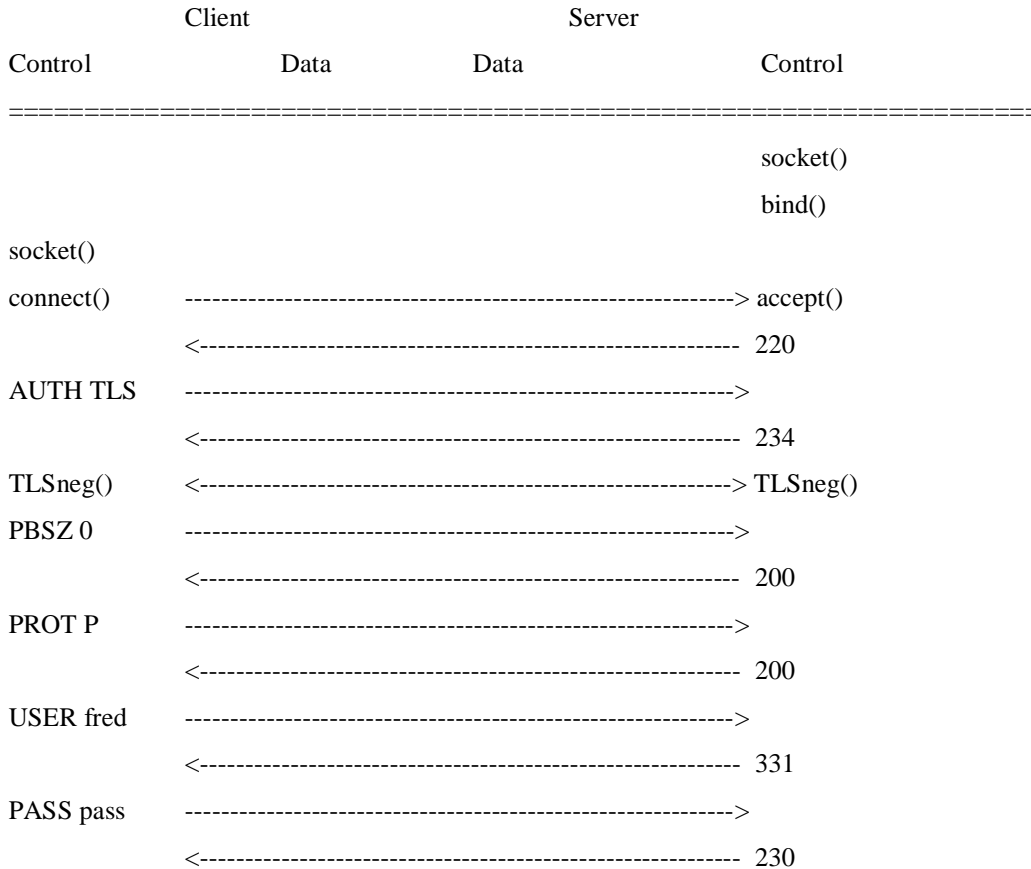 Client Server
Control Data Data Control
====================================================================
socket()
bind()
socket()
connect() -------------------------------------------------------------> accept()
<------------------------------------------------------------ 220
AUTH TLS ------------------------------------------------------------->
<------------------------------------------------------------ 234
TLSneg() <-----------------------------------------------------------> TLSneg()
PBSZ 0 ------------------------------------------------------------->
<------------------------------------------------------------ 200
PROT P ------------------------------------------------------------->
<------------------------------------------------------------ 200
USER fred ------------------------------------------------------------->
<------------------------------------------------------------ 331
PASS pass ------------------------------------------------------------->
<------------------------------------------------------------ 230